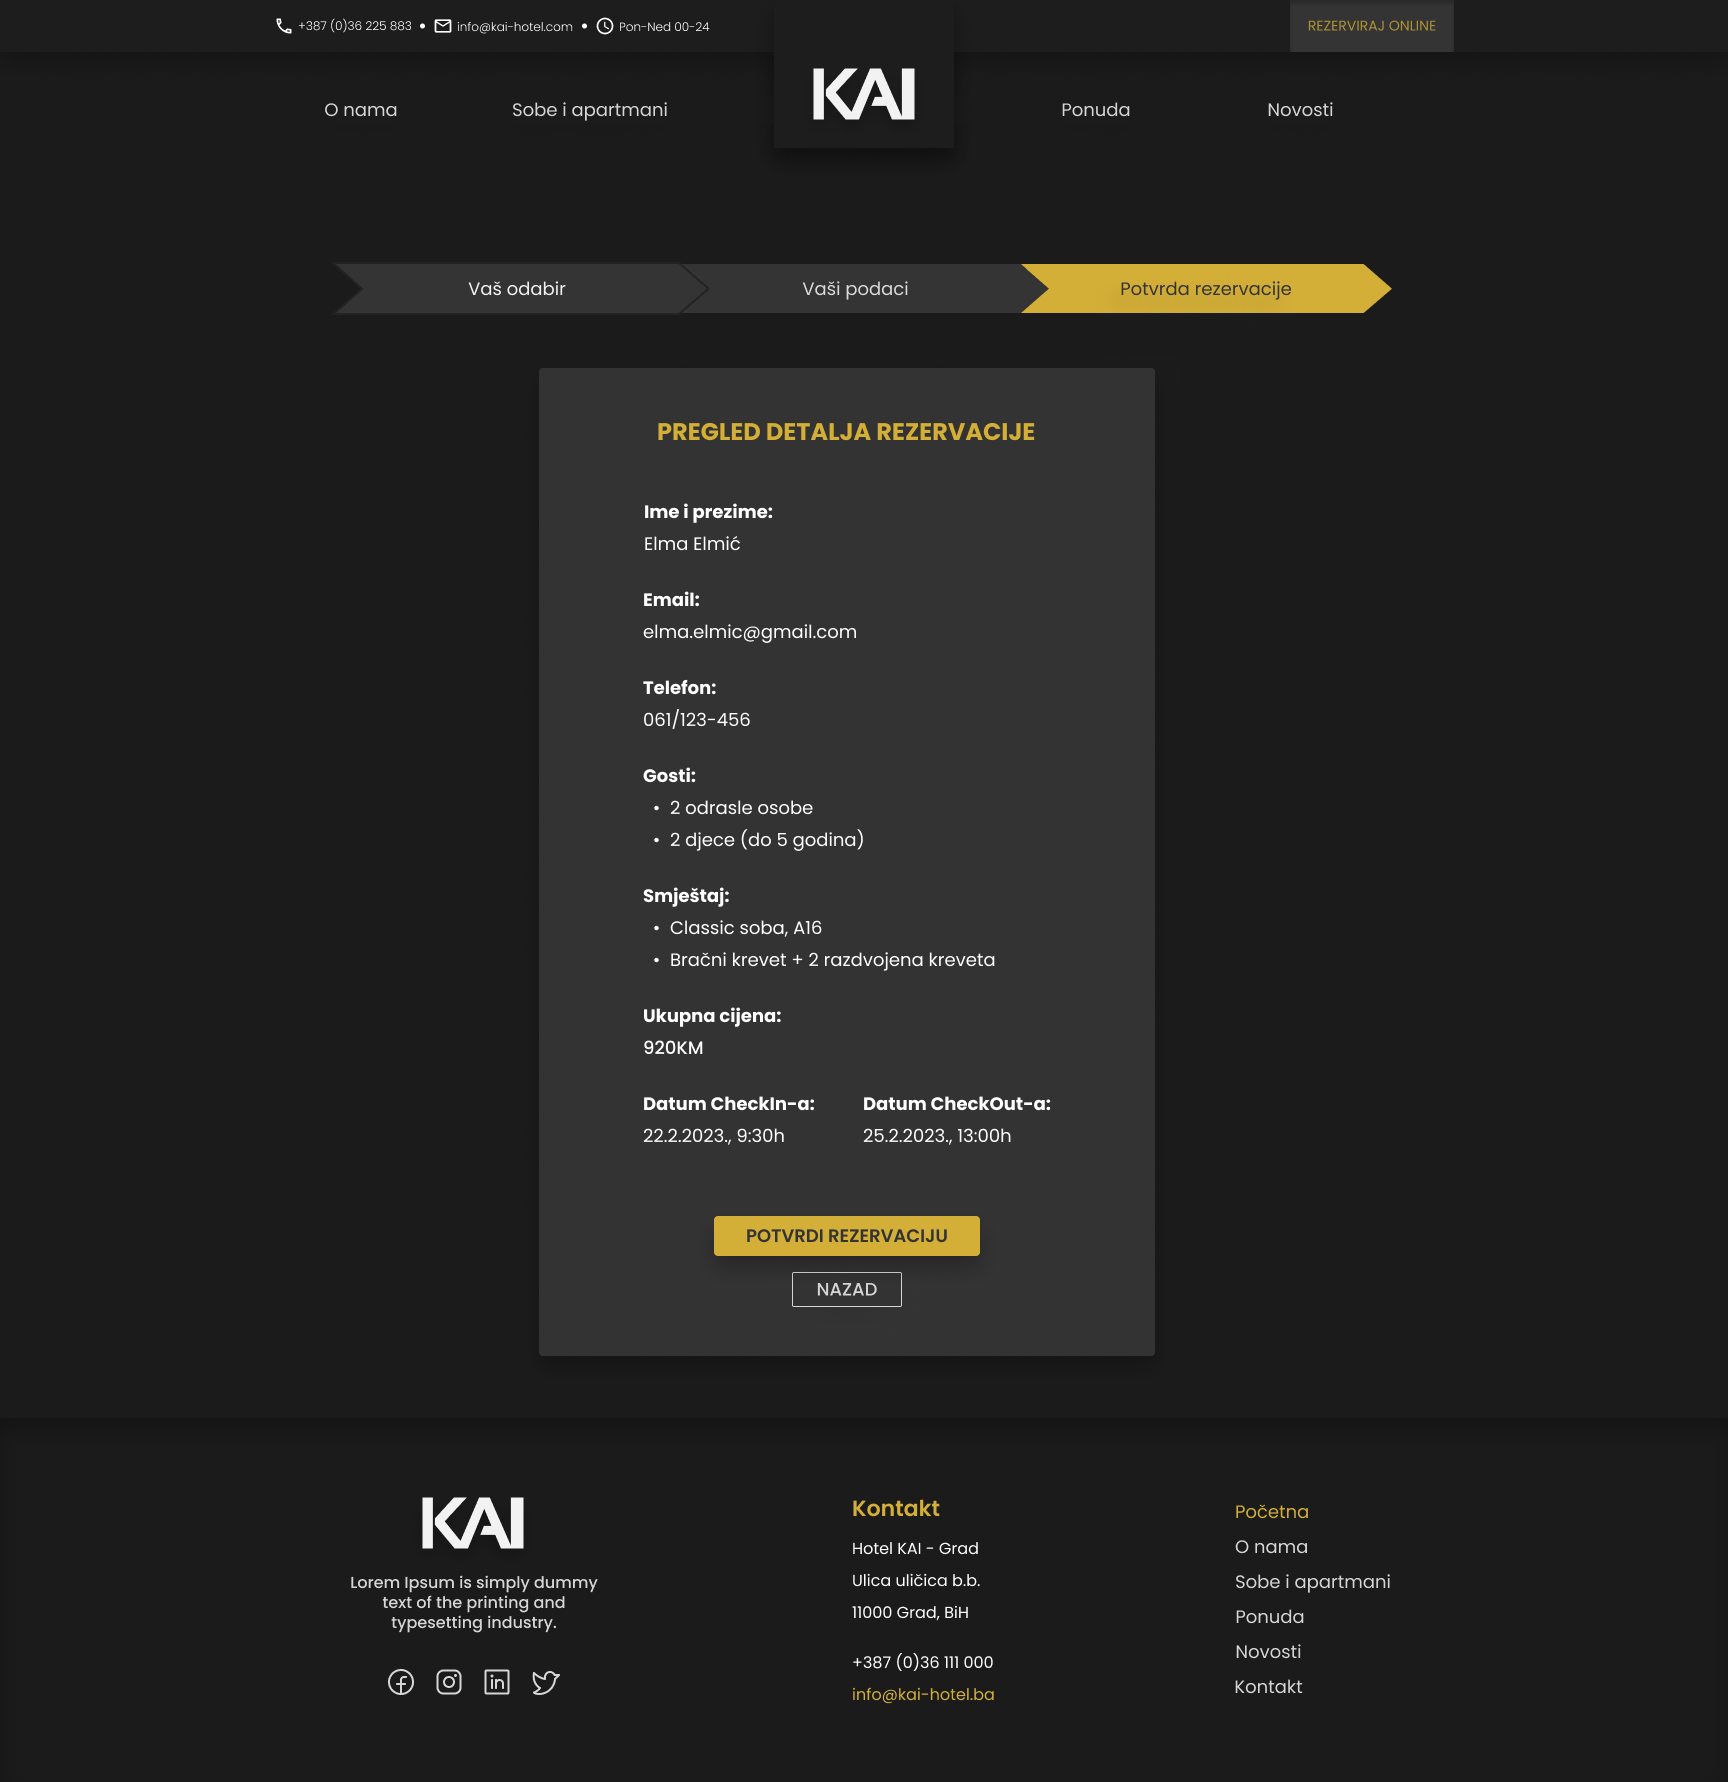 +387 (0)36 225 883 • info@kai-hotel.com • Pon-Ned 00-24
REZERVIRAJ ONLINE
O nama
Sobe i apartmani
KAI
Ponuda
Novosti
Vaš odabir
Vaši podaci
Potvrda rezervacije
PREGLED DETALJA REZERVACIJE
Ime i prezime:
Elma Elmić
Email:
elma.elmic@gmail.com
Telefon:
061/123-456
Gosti:
• 2 odrasle osobe
• 2 djece (do 5 godina)
Smještaj:
• Classic soba, A16
• Bračni krevet + 2 razdvojena kreveta
Ukupna cijena:
920KM
Datum CheckIn-a:
22.2.2023., 9:30h
Datum CheckOut-a:
25.2.2023., 13:00h
POTVRDI REZERVACIJU
NAZAD
KAI
Lorem Ipsum is simply dummy
text of the printing and
typesetting industry.
Kontakt
Hotel KAI - Grad
Ulica uličica b.b.
11000 Grad, BiH
+387 (0)36 111 000
info@kai-hotel.ba
Početna
O nama
Sobe i apartmani
Ponuda
Novosti
Kontakt